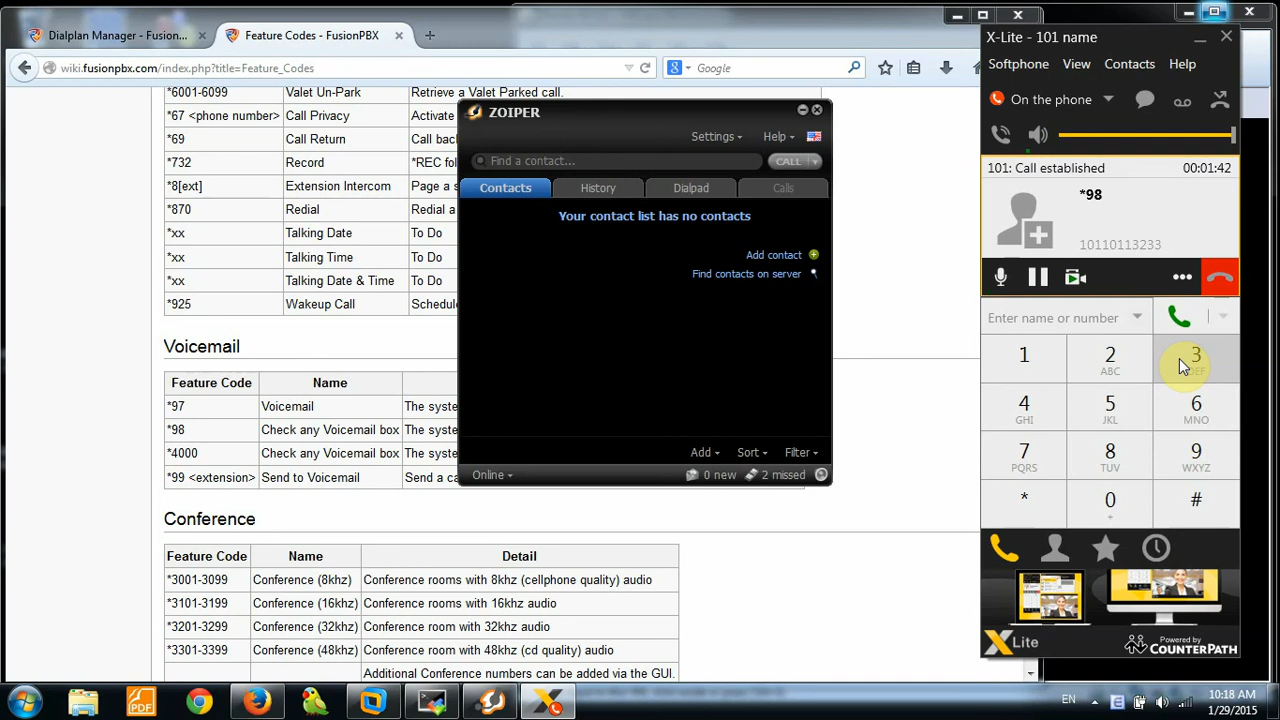 Dialplan Manager - Fusion...
Feature Codes - FusionPBX
wiki.fusionpbx.com/index.php?title=Feature_Codes
Google
*6001-6099 Valet Un-Park Retrieve a Valet Parked call.
*67 <phone number> Call Privacy Activate
*69 Call Return Call back
*732 Record *REC fol
*8[ext] Extension Intercom Page a s
*870 Redial Redial a
*xx Talking Date To Do
*xx Talking Time To Do
*xx Talking Date & Time To Do
*925 Wakeup Call Schedule
Voicemail
Feature Code Name
*97 Voicemail The syste
*98 Check any Voicemail box The syste
*4000 Check any Voicemail box The syste
*99 <extension> Send to Voicemail Send a ca
Conference
Feature Code Name Detail
*3001-3099 Conference (8khz) Conference rooms with 8khz (cellphone quality) audio
*3101-3199 Conference (16khz) Conference rooms with 16khz audio
*3201-3299 Conference (32khz) Conference room with 32khz audio
*3301-3399 Conference (48khz) Conference room with 48khz (cd quality) audio
Additional Conference numbers can be added via the GUI.
ZOIPER
Settings Help
Find a contact... CALL
Contacts History Dialpad Calls
Your contact list has no contacts
Add contact
Find contacts on server
Add Sort Filter
Online 0 new 2 missed
X-Lite - 101 name
Softphone View Contacts Help
On the phone
101: Call established 00:01:42
*98
10110113233
Enter name or number
1 2 3
ABC DEF
4 5 6
GHI JKL MNO
7 8 9
PQRS TUV WXYZ
* 0 #
+
X Lite Powered by
COUNTERPATH
PDF
EN
10:18 AM
1/29/2015